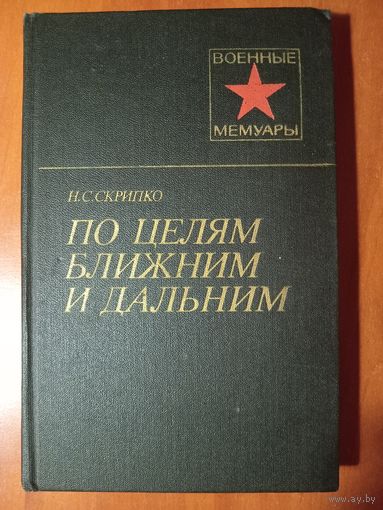 ВОЕННЫЕ
МЕМУАРЫ
Н.С.СКРИПКО
ПО ЦЕЛЯМ
БЛИЖНИМ
И ДАЛЬНИМ
www.ay.by